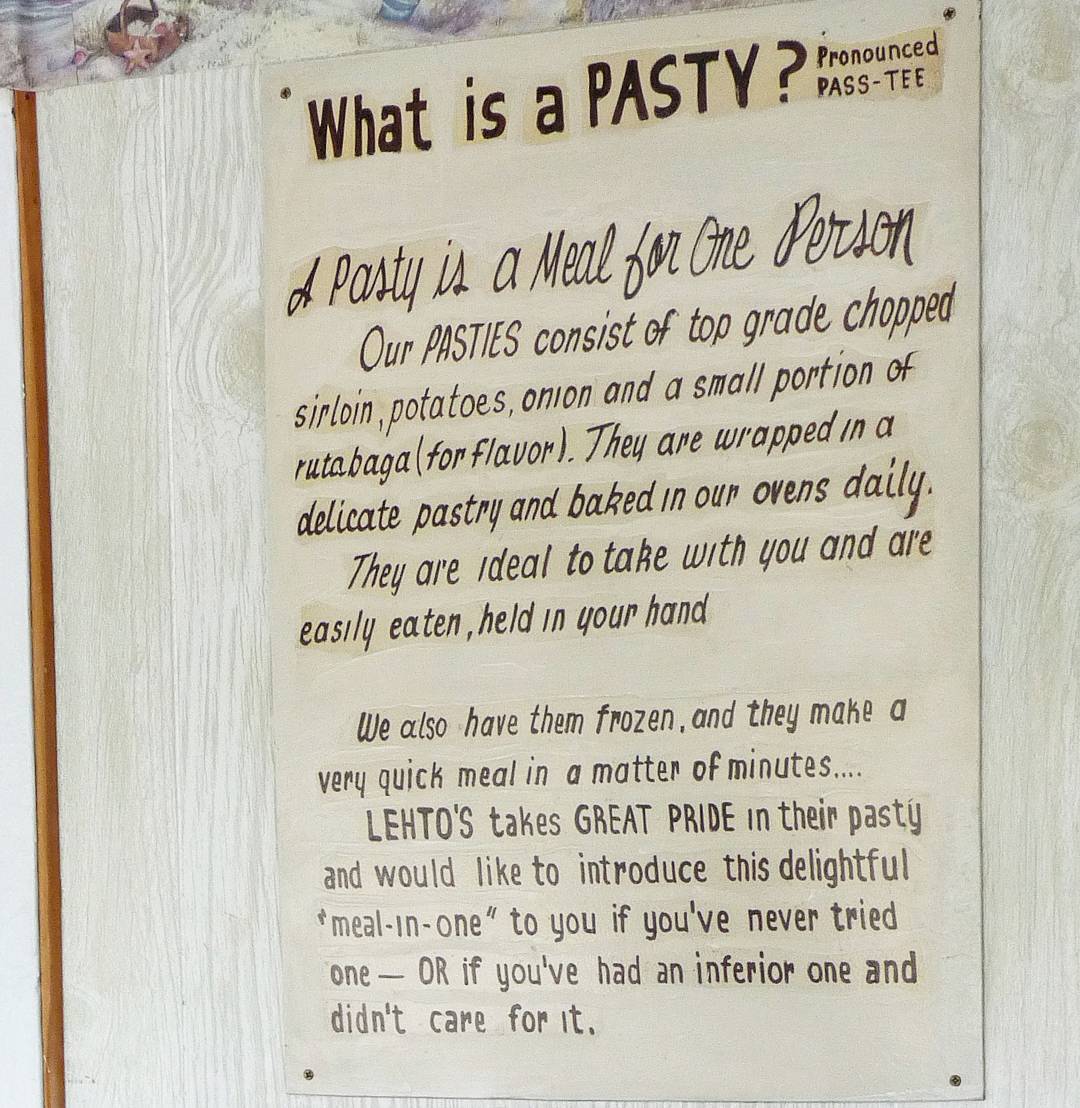 What is a PASTY? Pronounced
PASS-TEE
A Pasty is a Meal for One Person
Our PASTIES consist of top grade chopped
sirloin, potatoes, onion and a small portion of
rutabaga (for flavor). They are wrapped in a
delicate pastry and baked in our ovens daily.
They are ideal to take with you and are
easily eaten, held in your hand
We also have them frozen, and they make a
very quick meal in a matter of minutes....
LEHTO'S takes GREAT PRIDE in their pasty
and would like to introduce this delightful
"meal-in-one" to you if you've never tried
one — OR if you've had an inferior one and
didn't care for it.